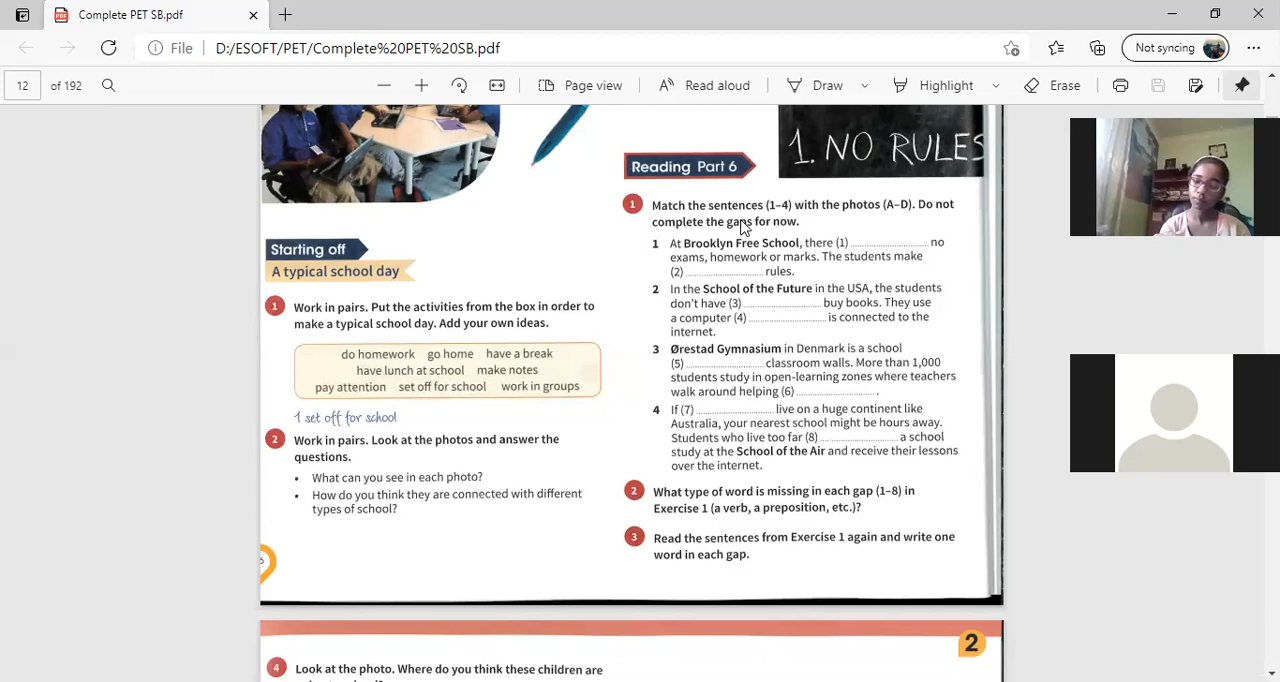 Complete PET SB.pdf
File
D:/ESOFT/PET/Complete%20PET%20SB.pdf
Not syncing
12
of 192
Page view
Read aloud
Draw
Highlight
Erase
1. NO RULES
Starting off
A typical school day
1 Work in pairs. Put the activities from the box in order to
make a typical school day. Add your own ideas.
do homework go home have a break
have lunch at school make notes
pay attention set off for school work in groups
1 set off for school
2 Work in pairs. Look at the photos and answer the
questions.
• What can you see in each photo?
• How do you think they are connected with different
types of school?
Reading Part 6
1 Match the sentences (1–4) with the photos (A–D). Do not
complete the gaps for now.
1 At Brooklyn Free School, there (1) .......................... no
exams, homework or marks. The students make
(2) .......................... rules.
2 In the School of the Future in the USA, the students
don't have (3) .......................... buy books. They use
a computer (4) .......................... is connected to the
internet.
3 Ørestad Gymnasium in Denmark is a school
(5) .......................... classroom walls. More than 1,000
students study in open-learning zones where teachers
walk around helping (6) .......................... .
4 If (7) .......................... live on a huge continent like
Australia, your nearest school might be hours away.
Students who live too far (8) .......................... a school
study at the School of the Air and receive their lessons
over the internet.
2 What type of word is missing in each gap (1–8) in
Exercise 1 (a verb, a preposition, etc.)?
3 Read the sentences from Exercise 1 again and write one
word in each gap.
2
4 Look at the photo. Where do you think these children are